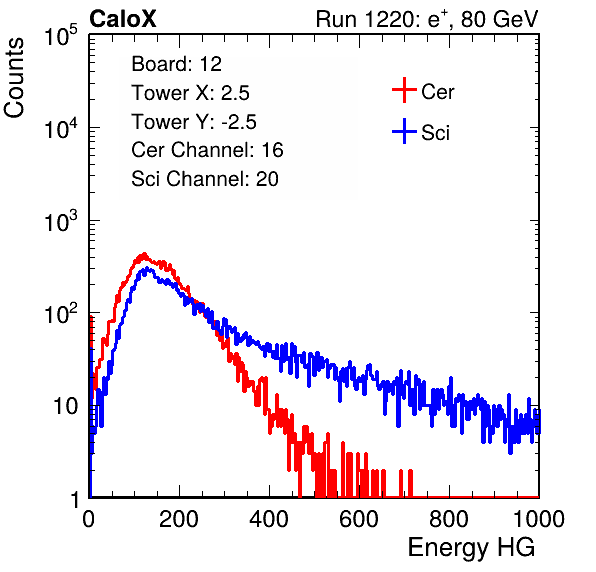 CaloX Run 1220: e⁺, 80 GeV
Counts
Board: 12
Tower X: 2.5
Tower Y: -2.5
Cer Channel: 16
Sci Channel: 20
Cer
Sci
10⁵
10⁴
10³
10²
10
1
0 200 400 600 800 1000
Energy HG